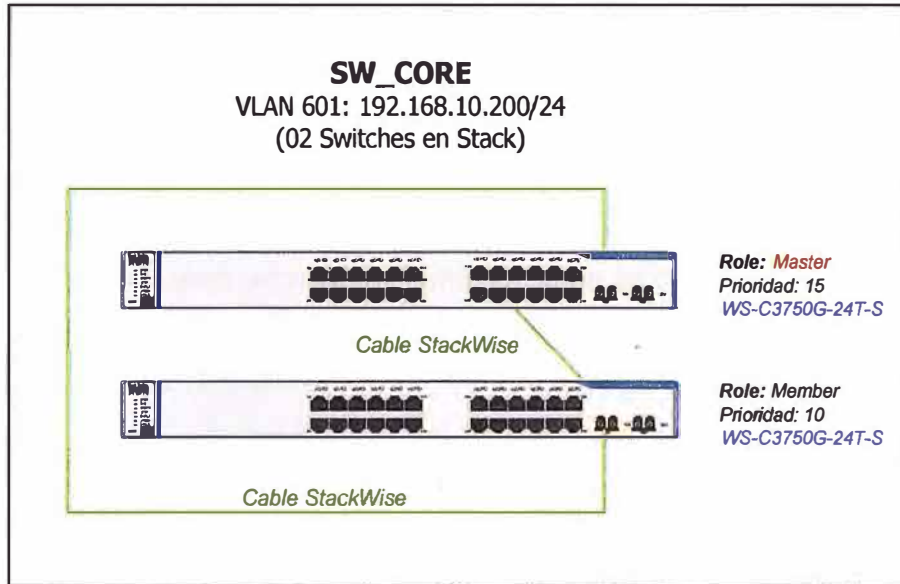 SW_CORE
VLAN 601: 192.168.10.200/24
(02 Switches en Stack)
Role: Master
Prioridad: 15
WS-C3750G-24T-S
Cable StackWise
Role: Member
Prioridad: 10
WS-C3750G-24T-S
Cable StackWise